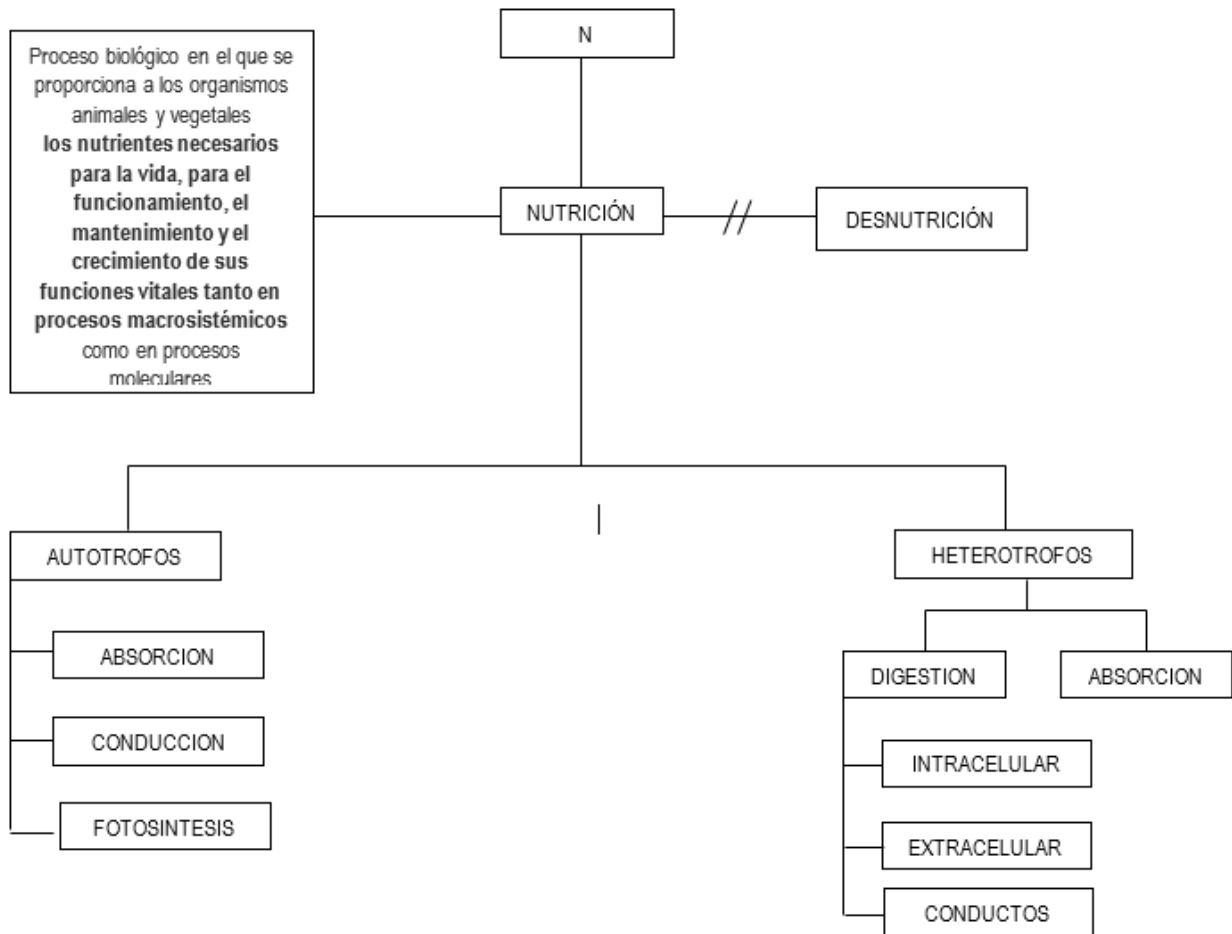 N
Proceso biológico en el que se
proporciona a los organismos
animales y vegetales
los nutrientes necesarios
para la vida, para el
funcionamiento, el
mantenimiento y el
crecimiento de sus
funciones vitales tanto en
procesos macrosistémicos
como en procesos
moleculares
NUTRICIÓN
DESNUTRICIÓN
AUTOTROFOS
ABSORCION
CONDUCCION
FOTOSINTESIS
HETEROTROFOS
DIGESTION
ABSORCION
INTRACELULAR
EXTRACELULAR
CONDUCTOS